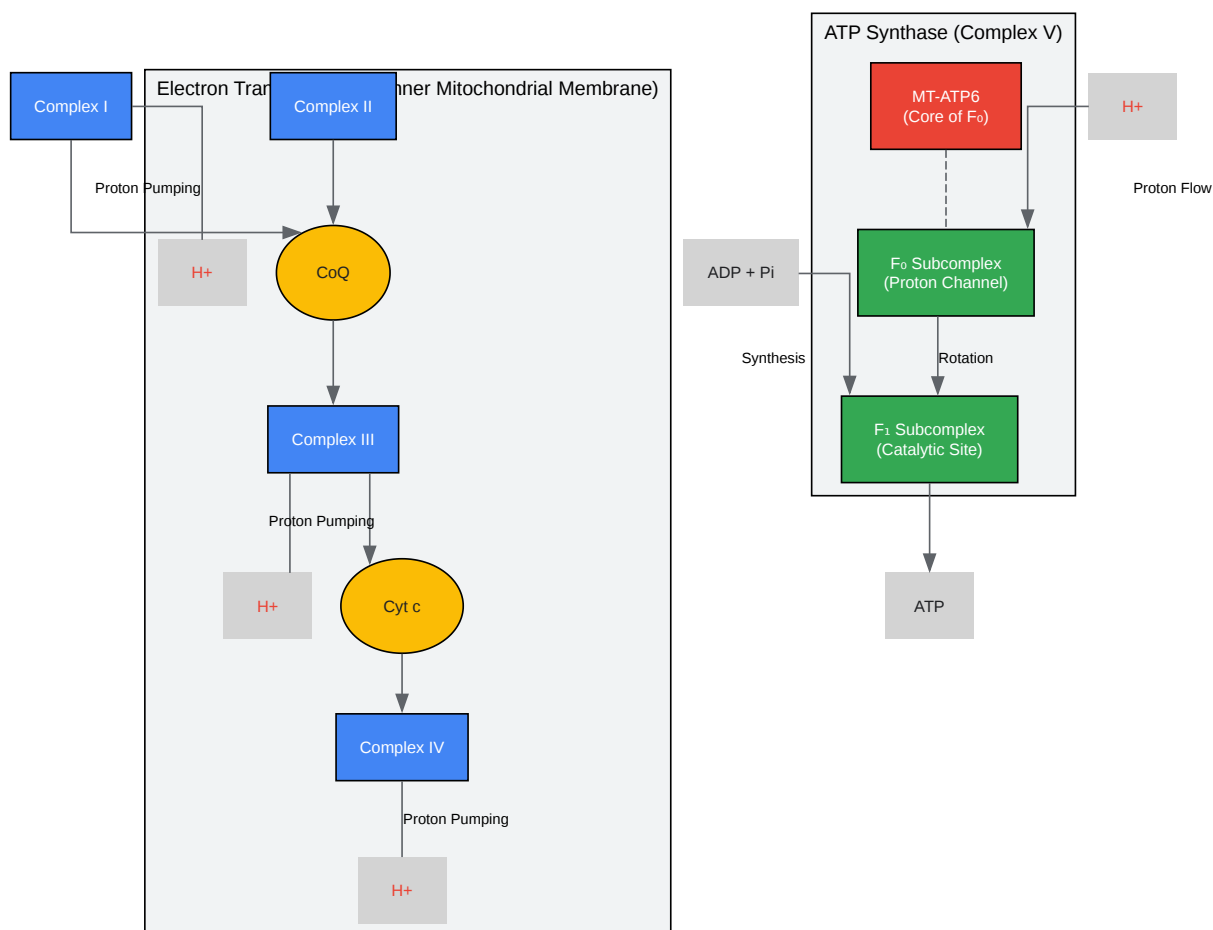 ATP Synthase (Complex V)
Electron Tran
nner Mitochondrial Membrane)
Complex I
Complex II
MT-ATP6
(Core of F₀)
H+
Proton Pumping
Proton Flow
H+
CoQ
ADP + Pi
F₀ Subcomplex
(Proton Channel)
Synthesis
Rotation
Complex III
F₁ Subcomplex
(Catalytic Site)
Proton Pumping
H+
Cyt c
ATP
Complex IV
Proton Pumping
H+